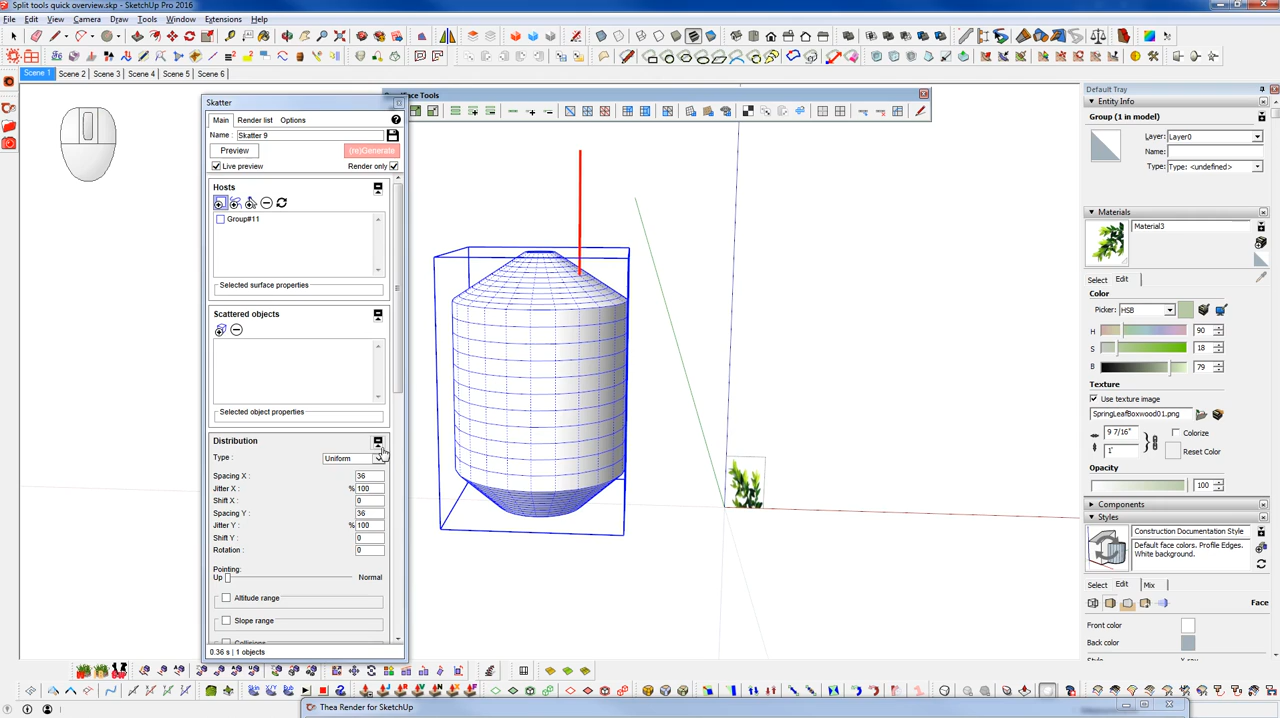 Split tools quick overview.skp - SketchUp Pro 2016
File Edit View Camera Draw Tools Window Extensions Help
Scene 1 Scene 2 Scene 3 Scene 4 Scene 5 Scene 6
Skatter
Main Render list Options
Name : Skatter 9
Preview (re)Generate
Live preview Render only
Hosts
Group#11
Selected surface properties
Scattered objects
Selected object properties
Distribution
Type : Uniform
Spacing X : 36
Jitter X : % 100
Shift X : 0
Spacing Y : 36
Jitter Y : % 100
Shift Y : 0
Rotation : 0
Pointing:
Up Normal
Altitude range
Slope range
Collisions
0.36 s | 1 objects
Default Tray
Entity Info
Group (1 in model)
Layer: Layer0
Name:
Type: Type: <undefined>
Materials
Material3
Select Edit
Color
Picker: HSB
H 90
S 18
B 79
Texture
Use texture image
SpringLeafBoxwood01.png
9 7/16"
1'
Colorize
Reset Color
Opacity
100
Components
Styles
Construction Documentation Style
Default face colors. Profile Edges.
White background.
Select Edit Mix
Face
Front color
Back color
Thea Render for SketchUp